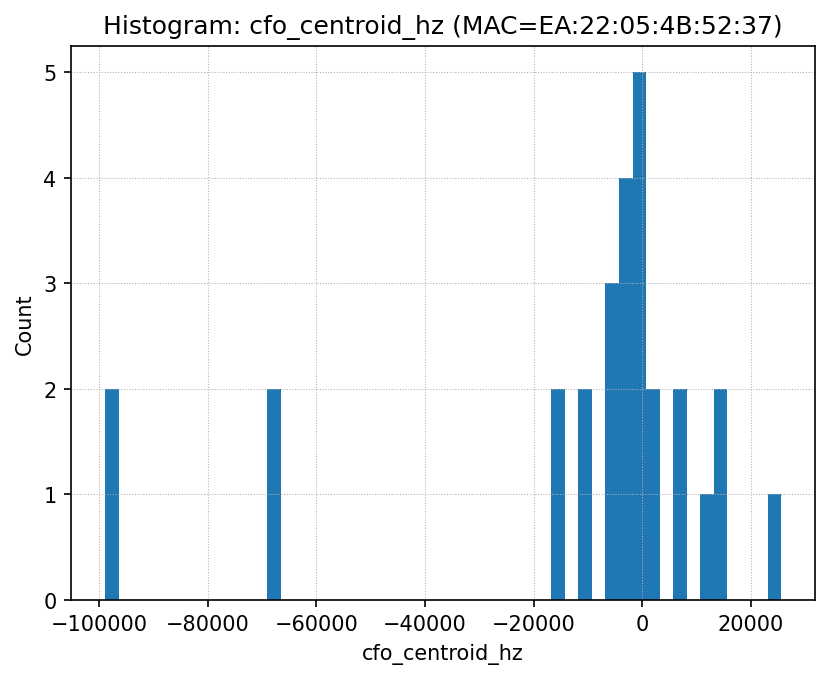 Histogram: cfo_centroid_hz (MAC=EA:22:05:4B:52:37)
Count
5
4
3
2
1
0
−100000 −80000 −60000 −40000 −20000 0 20000
cfo_centroid_hz